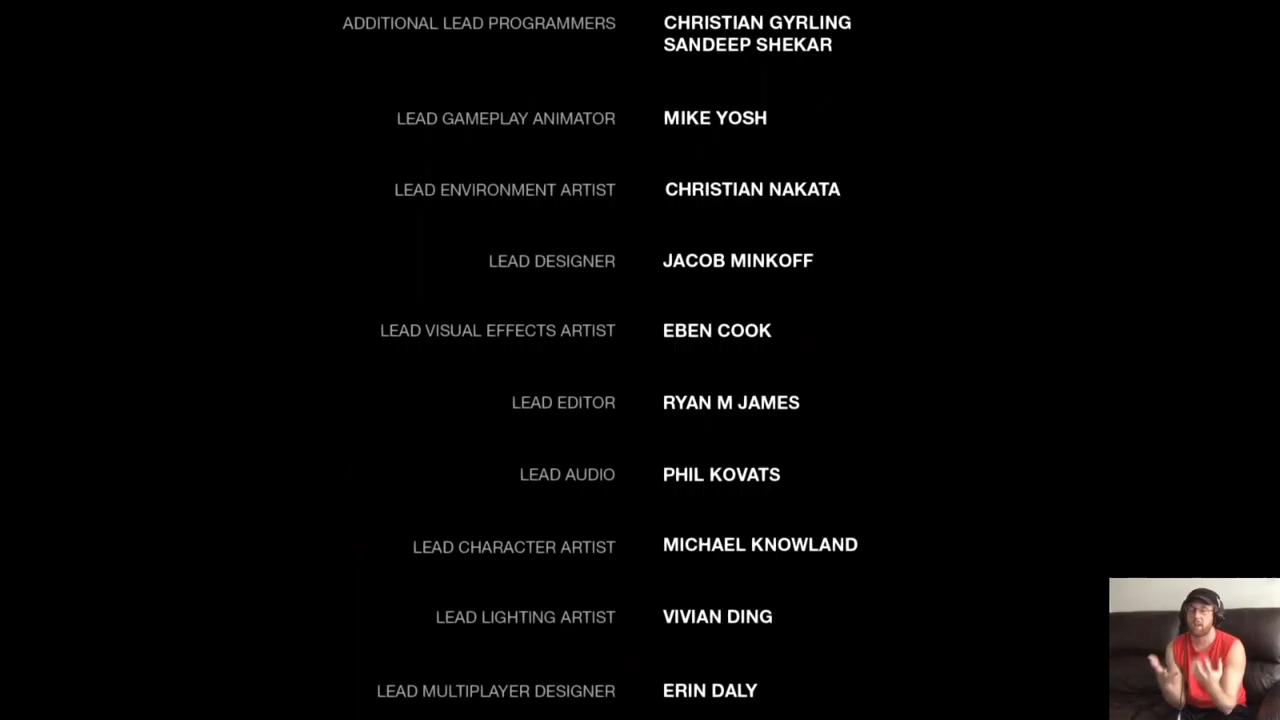 ADDITIONAL LEAD PROGRAMMERS CHRISTIAN GYRLING
SANDEEP SHEKAR
LEAD GAMEPLAY ANIMATOR MIKE YOSH
LEAD ENVIRONMENT ARTIST CHRISTIAN NAKATA
LEAD DESIGNER JACOB MINKOFF
LEAD VISUAL EFFECTS ARTIST EBEN COOK
LEAD EDITOR RYAN M JAMES
LEAD AUDIO PHIL KOVATS
LEAD CHARACTER ARTIST MICHAEL KNOWLAND
LEAD LIGHTING ARTIST VIVIAN DING
LEAD MULTIPLAYER DESIGNER ERIN DALY